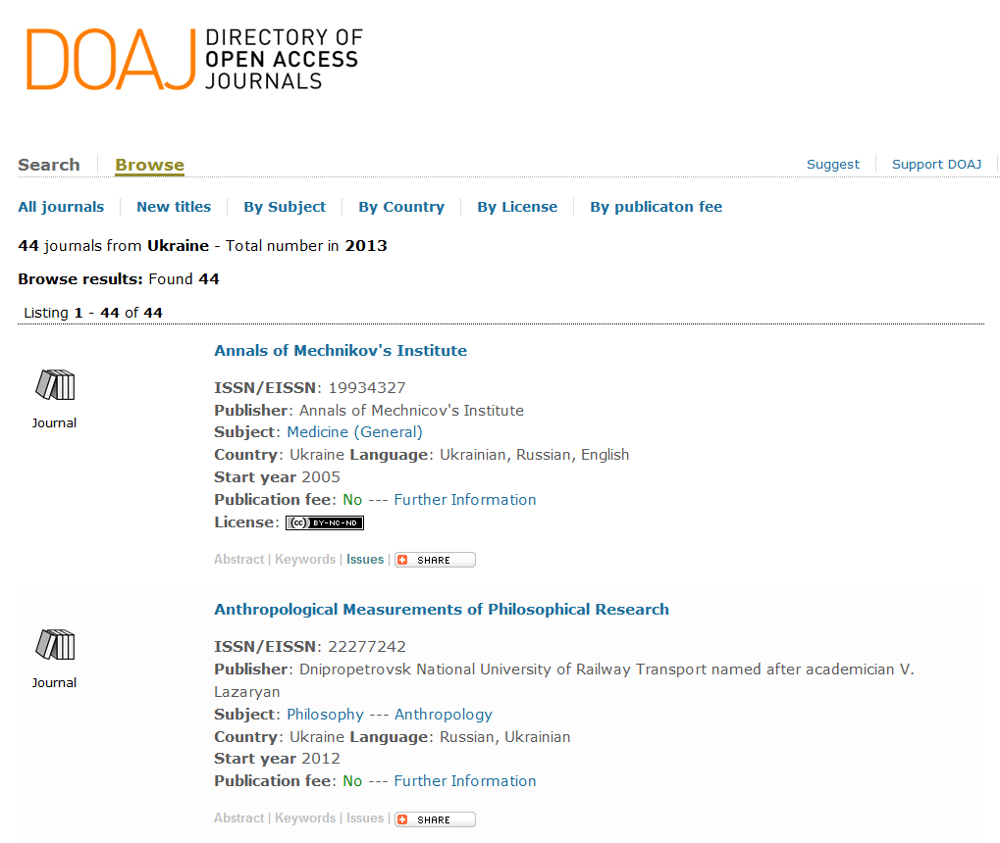 DOAJ DIRECTORY OF
OPEN ACCESS
JOURNALS
Search Browse Suggest Support DOAJ
All journals New titles By Subject By Country By License By publicaton fee
44 journals from Ukraine - Total number in 2013
Browse results: Found 44
Listing 1 - 44 of 44
Annals of Mechnikov's Institute
Journal
ISSN/EISSN: 19934327
Publisher: Annals of Mechnicov's Institute
Subject: Medicine (General)
Country: Ukraine Language: Ukrainian, Russian, English
Start year 2005
Publication fee: No --- Further Information
License: (cc) BY-NC-ND
Abstract | Keywords | Issues | SHARE
Anthropological Measurements of Philosophical Research
Journal
ISSN/EISSN: 22277242
Publisher: Dnipropetrovsk National University of Railway Transport named after academician V.
Lazaryan
Subject: Philosophy --- Anthropology
Country: Ukraine Language: Russian, Ukrainian
Start year 2012
Publication fee: No --- Further Information
Abstract | Keywords | Issues | SHARE